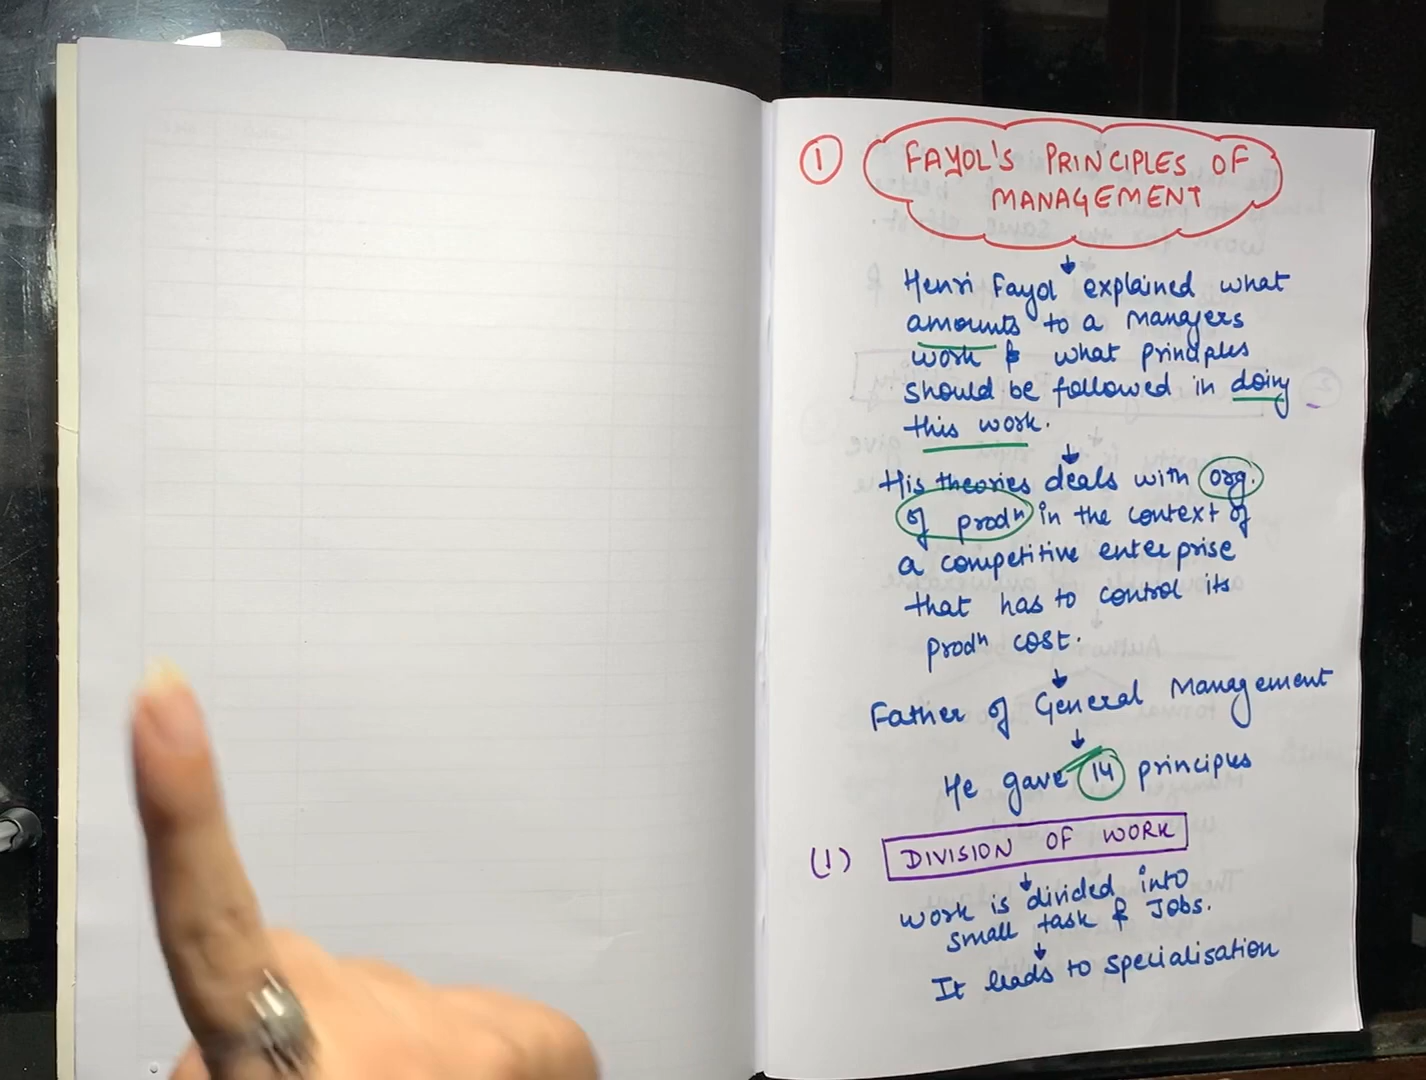 ① FAYOL'S PRINCIPLES OF
MANAGEMENT
Henri Fayol explained what
amounts to a managers
work & what principles
should be followed in doing
this work.
His theories deals with org.
of prodⁿ in the context of
a competitive enterprise
that has to control its
prodⁿ cost.
Father of General Management
He gave 14 principles
(1) DIVISION OF WORK
work is divided into
small task & Jobs.
It leads to specialisation